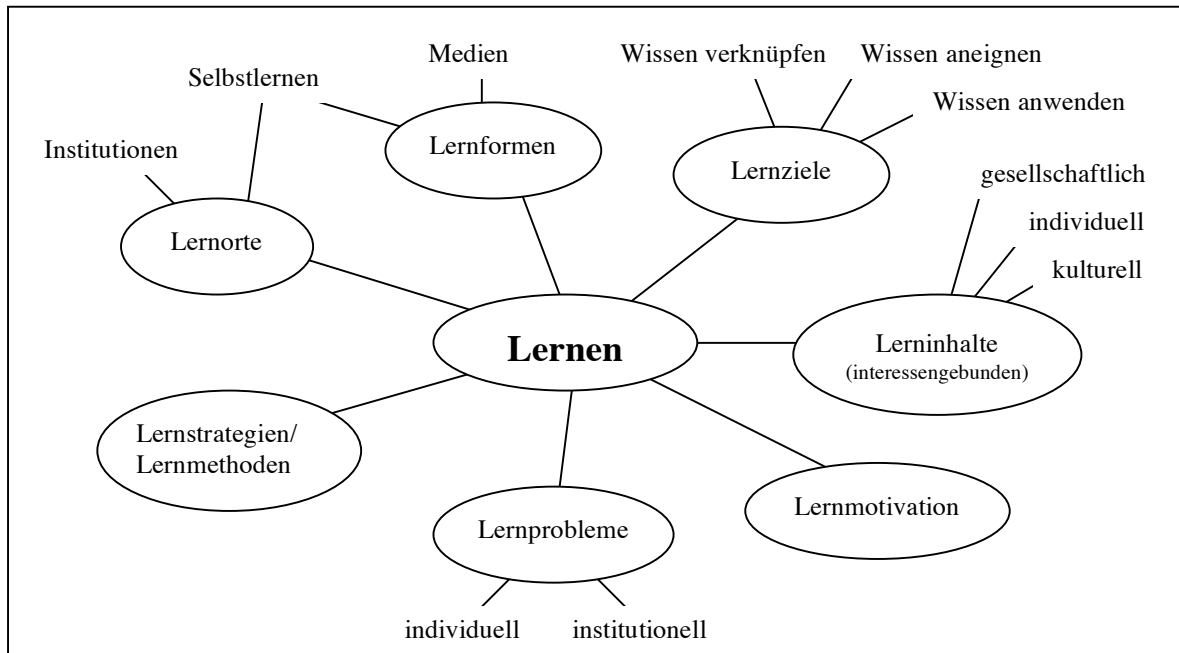 Medien
Wissen verknüpfen
Wissen aneignen
Selbstlernen
Wissen anwenden
Institutionen
Lernformen
Lernziele
gesellschaftlich
individuell
kulturell
Lernorte
Lernen
Lerninhalte
(interessengebunden)
Lernstrategien/
Lernmethoden
Lernmotivation
Lernprobleme
individuell
institutionell